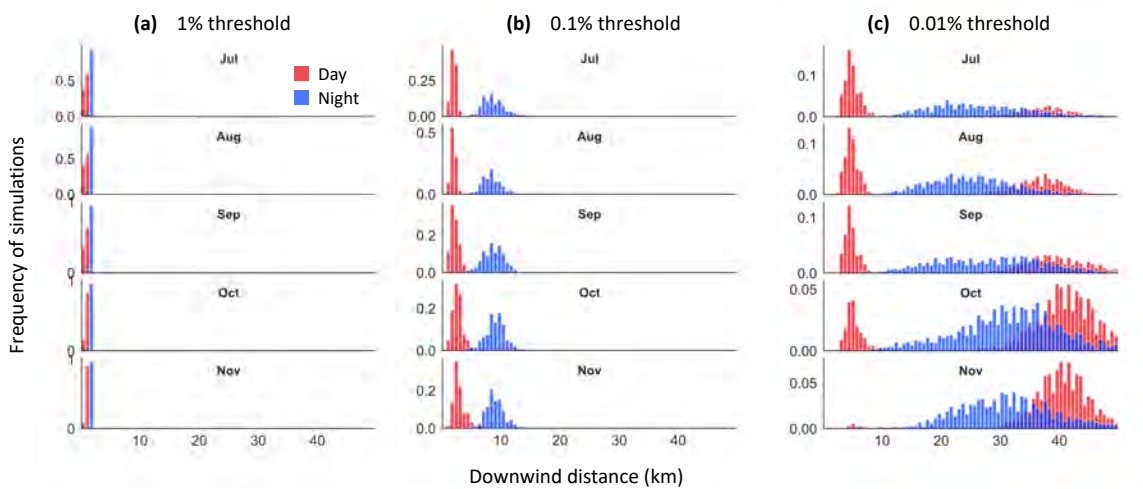 (a) 1% threshold
(b) 0.1% threshold
(c) 0.01% threshold
Frequency of simulations
Jul
0.5
0.0
Day
Night
Aug
0.5
0.0
Sep
1
0
Oct
1
0
Nov
1
0
10 20 30 40
Jul
0.25
0.00
Aug
0.5
0.0
Sep
0.2
0.0
Oct
0.2
0.0
Nov
0.2
0.0
10 20 30 40
Jul
0.1
0.0
Aug
0.1
0.0
Sep
0.1
0.0
Oct
0.05
0.00
Nov
0.05
0.00
10 20 30 40
Downwind distance (km)